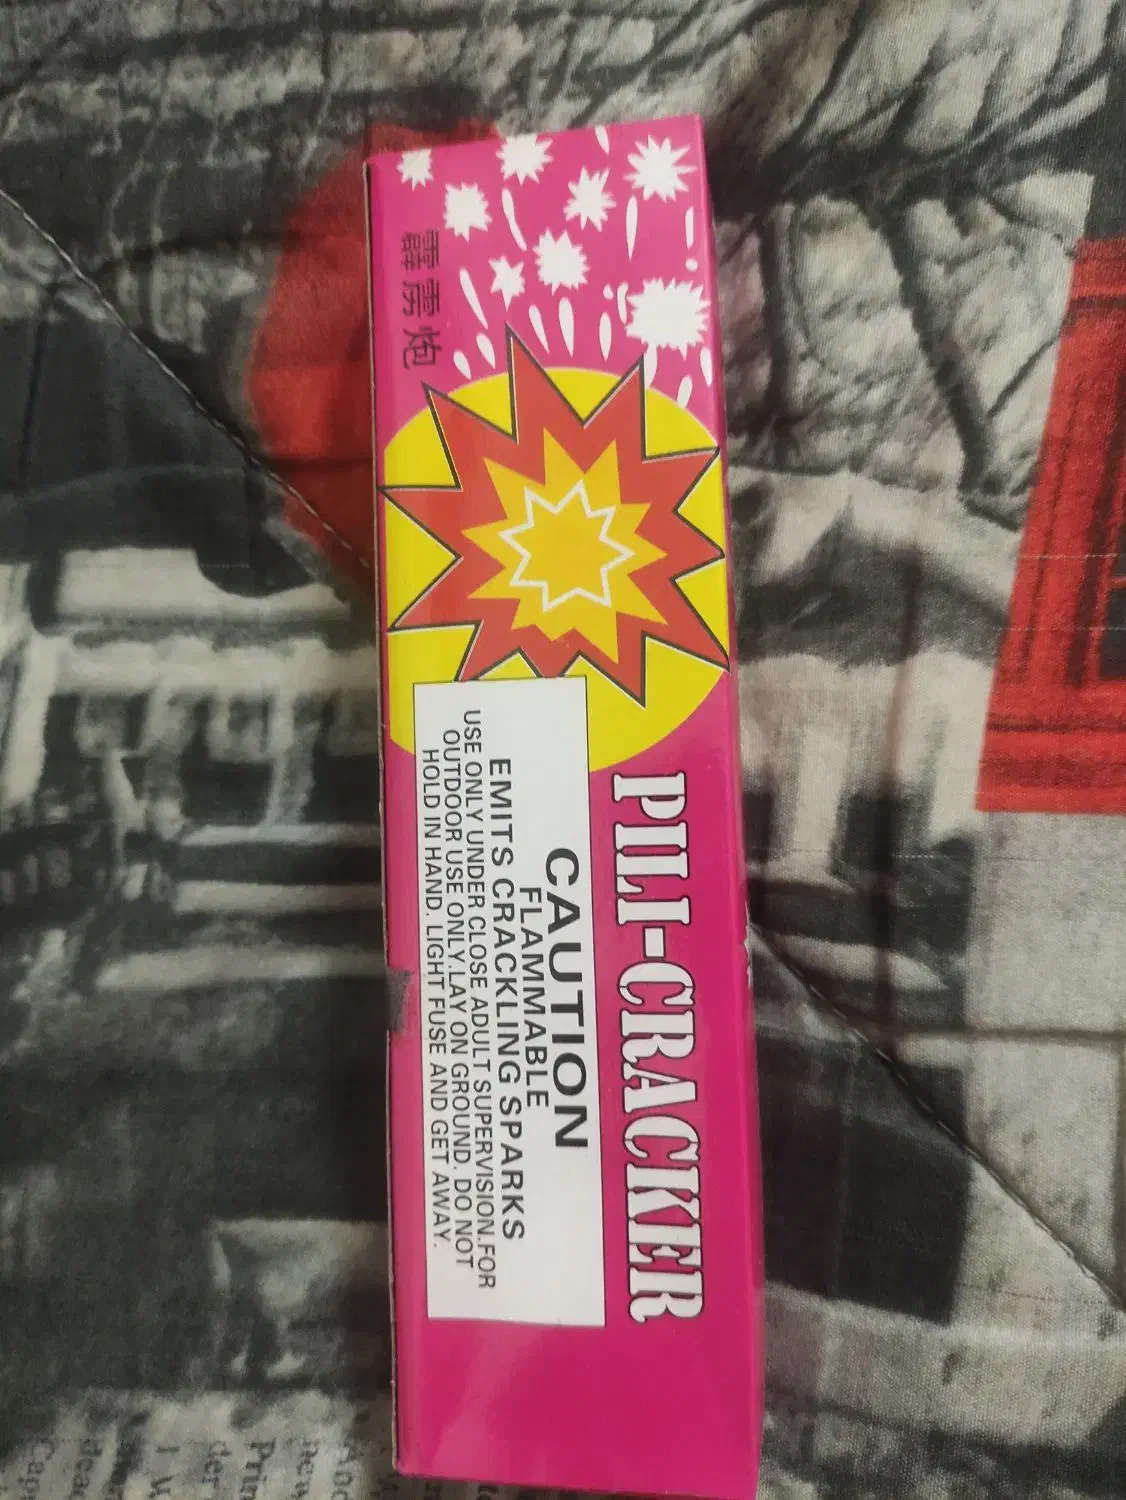 霹雳炮
PILI-CRACKER
CAUTION
FLAMMABLE
EMITS CRACKLING SPARKS
USE ONLY UNDER CLOSE ADULT SUPERVISION.FOR
OUTDOOR USE ONLY.LAY ON GROUND. DO NOT
HOLD IN HAND. LIGHT FUSE AND GET AWAY.